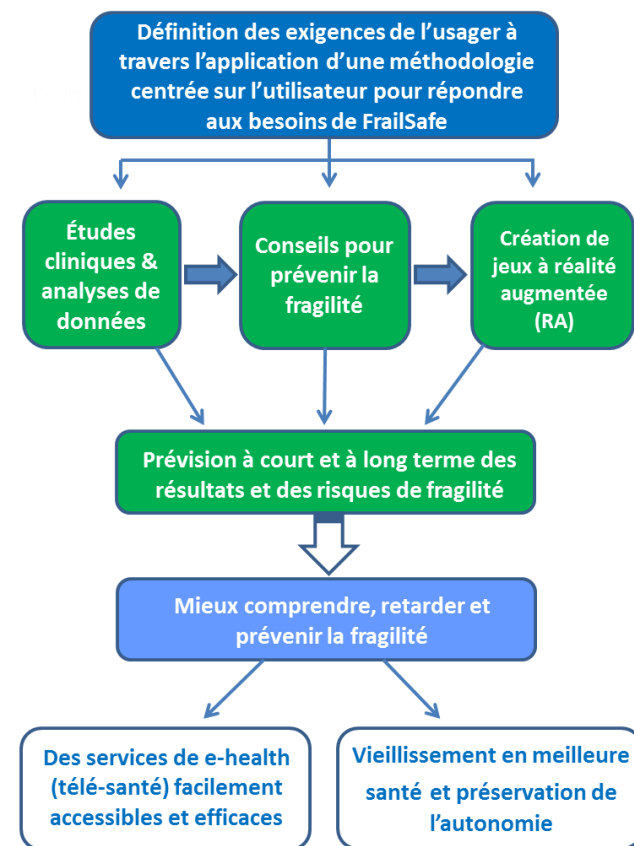 Définition des exigences de l'usager à
travers l'application d'une méthodologie
centrée sur l'utilisateur pour répondre
aux besoins de FrailSafe
Études
cliniques &
analyses de
données
Conseils pour
prévenir la
fragilité
Création de
jeux à réalité
augmentée
(RA)
Prévision à court et à long terme des
résultats et des risques de fragilité
Mieux comprendre, retarder et
prévenir la fragilité
Des services de e-health
(télé-santé) facilement
accessibles et efficaces
Vieillissement en meilleure
santé et préservation de
l'autonomie